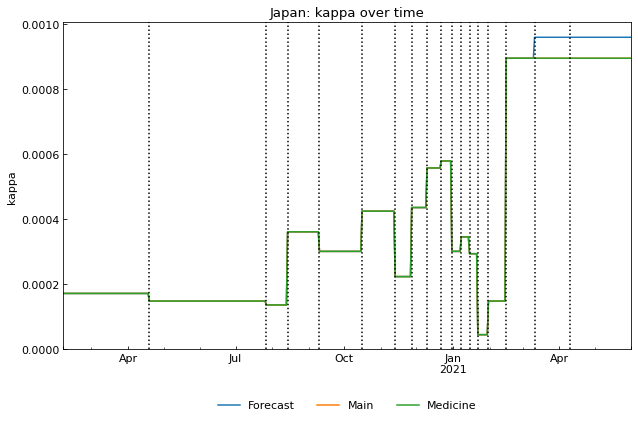 Japan: kappa over time
kappa
0.0010
0.0008
0.0006
0.0004
0.0002
0.0000
Apr
Jul
Oct
Jan
2021
Apr
Forecast
Main
Medicine